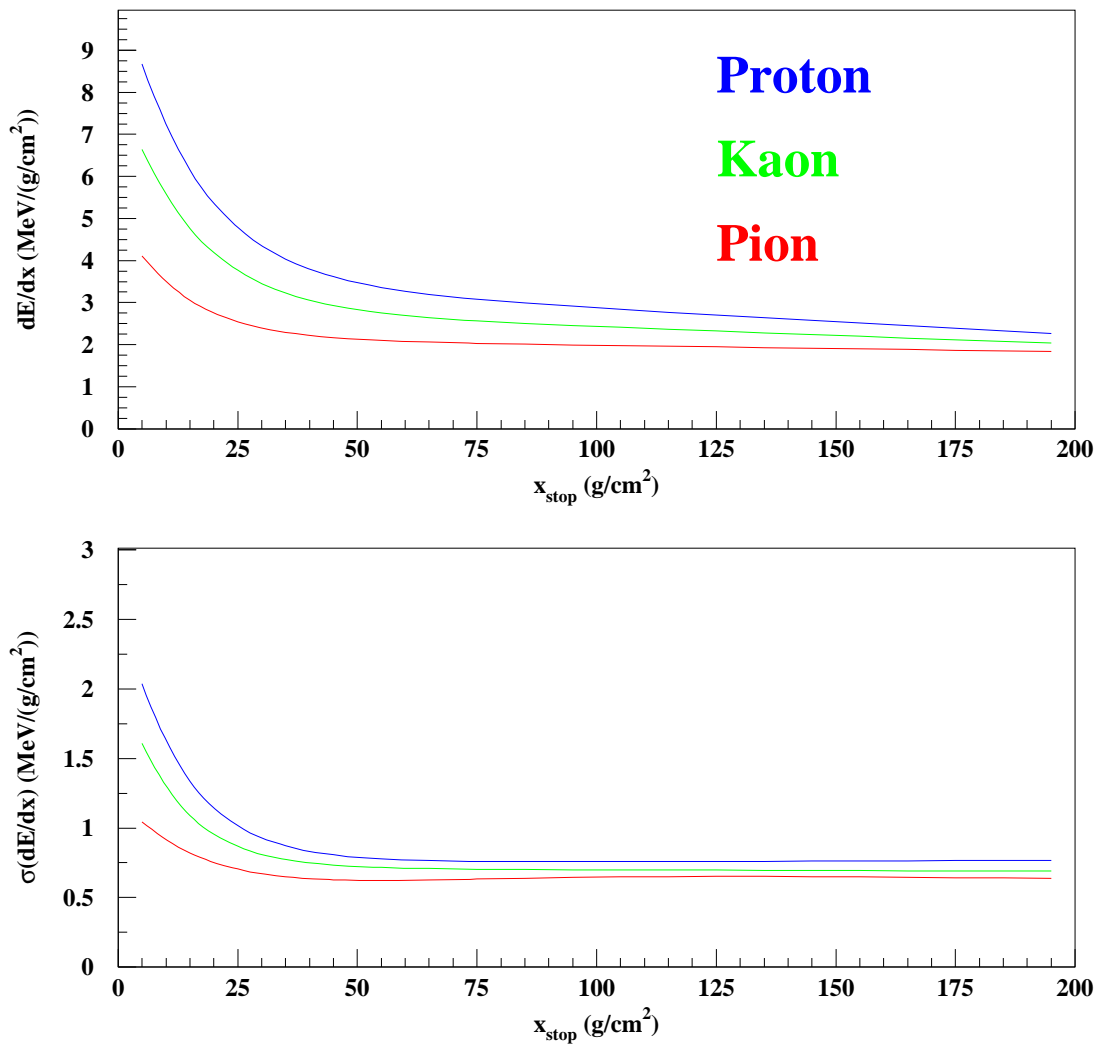 dE/dx (MeV/(g/cm²))
9
8
7
6
5
4
3
2
1
0
Proton
Kaon
Pion
0 25 50 75 100 125 150 175 200
x_stop (g/cm²)
σ(dE/dx) (MeV/(g/cm²))
3
2.5
2
1.5
1
0.5
0
0 25 50 75 100 125 150 175 200
x_stop (g/cm²)